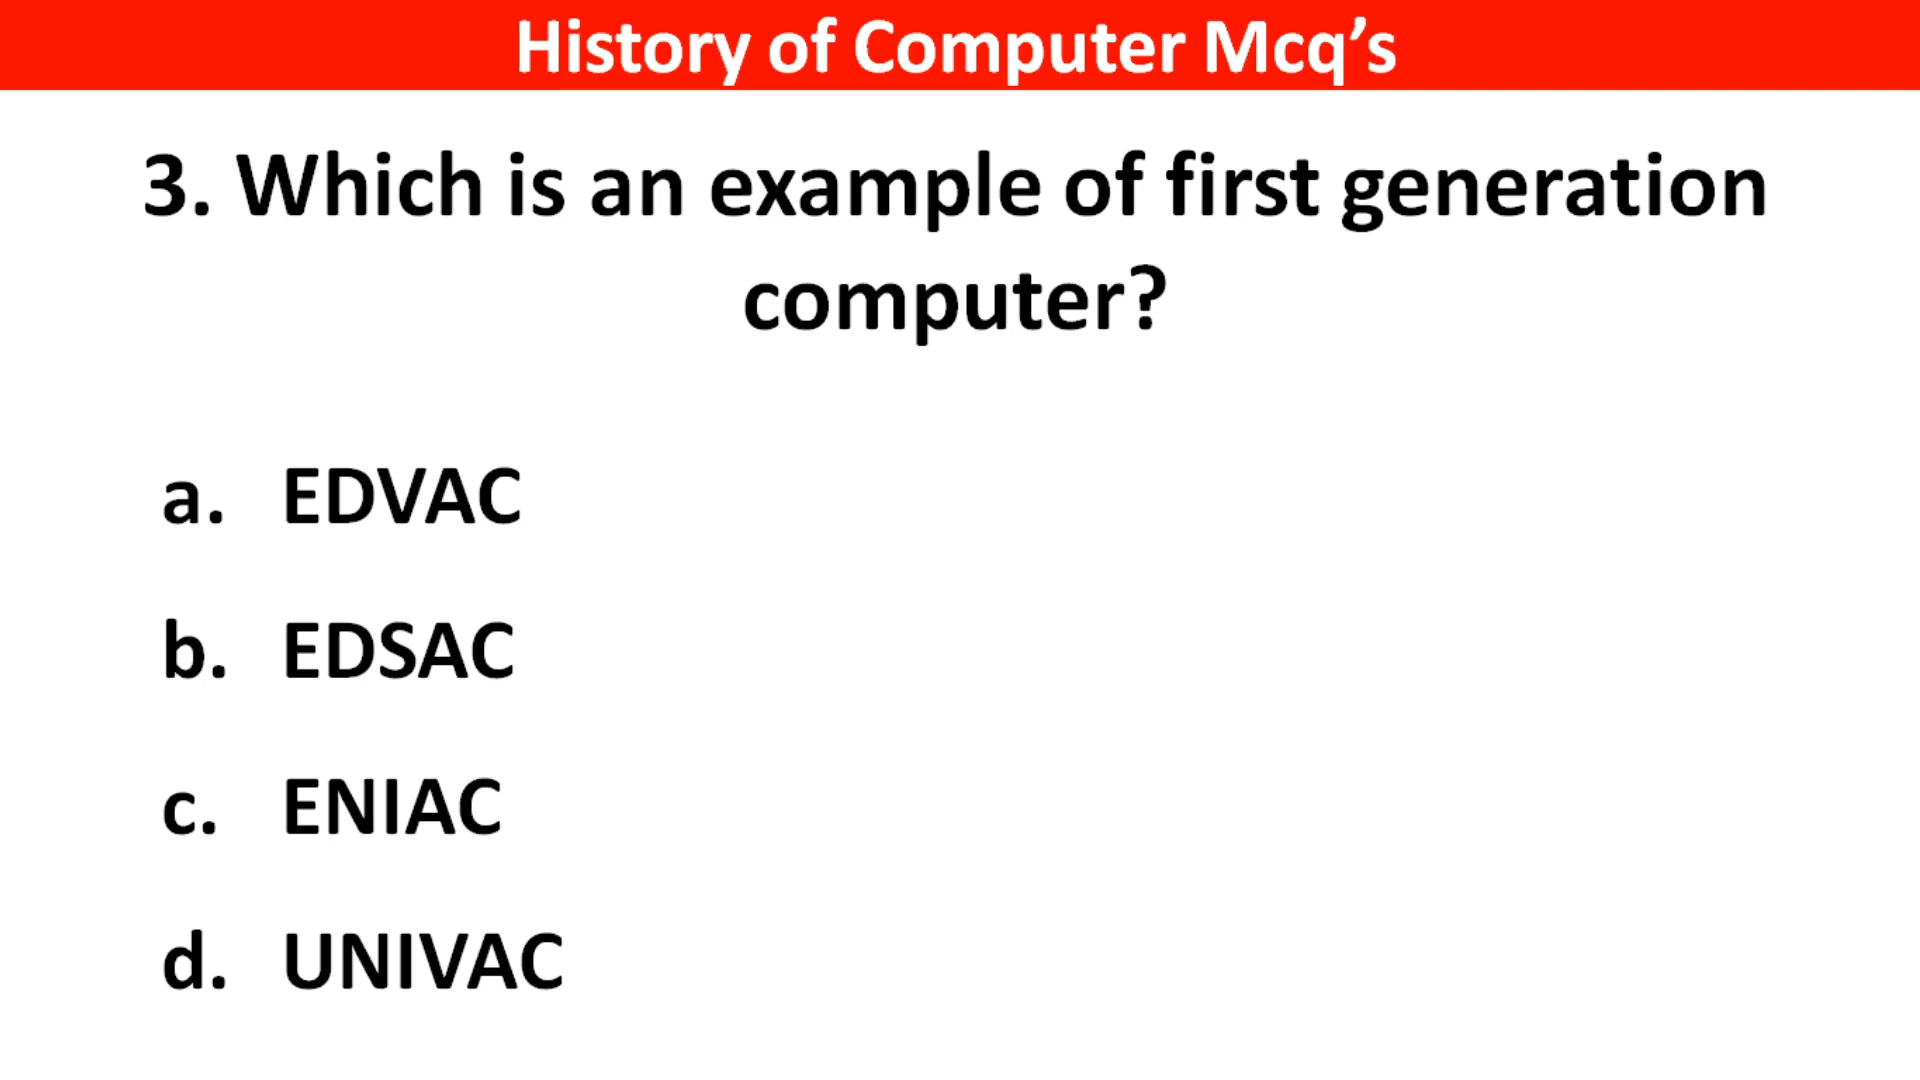 History of Computer Mcq’s
3. Which is an example of first generation
computer?
a. EDVAC
b. EDSAC
c. ENIAC
d. UNIVAC